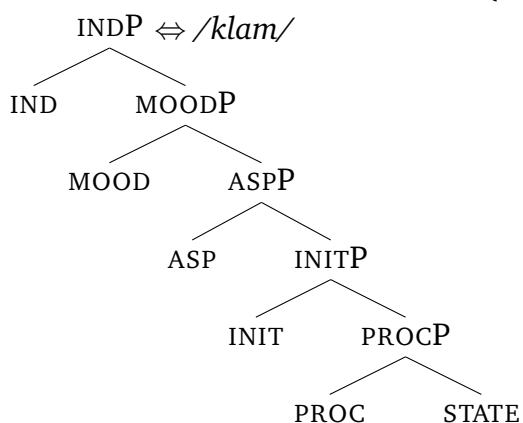 INDP ⇔ /klam/
IND MOODP
MOOD ASPP
ASP INITP
INIT PROCP
PROC STATE